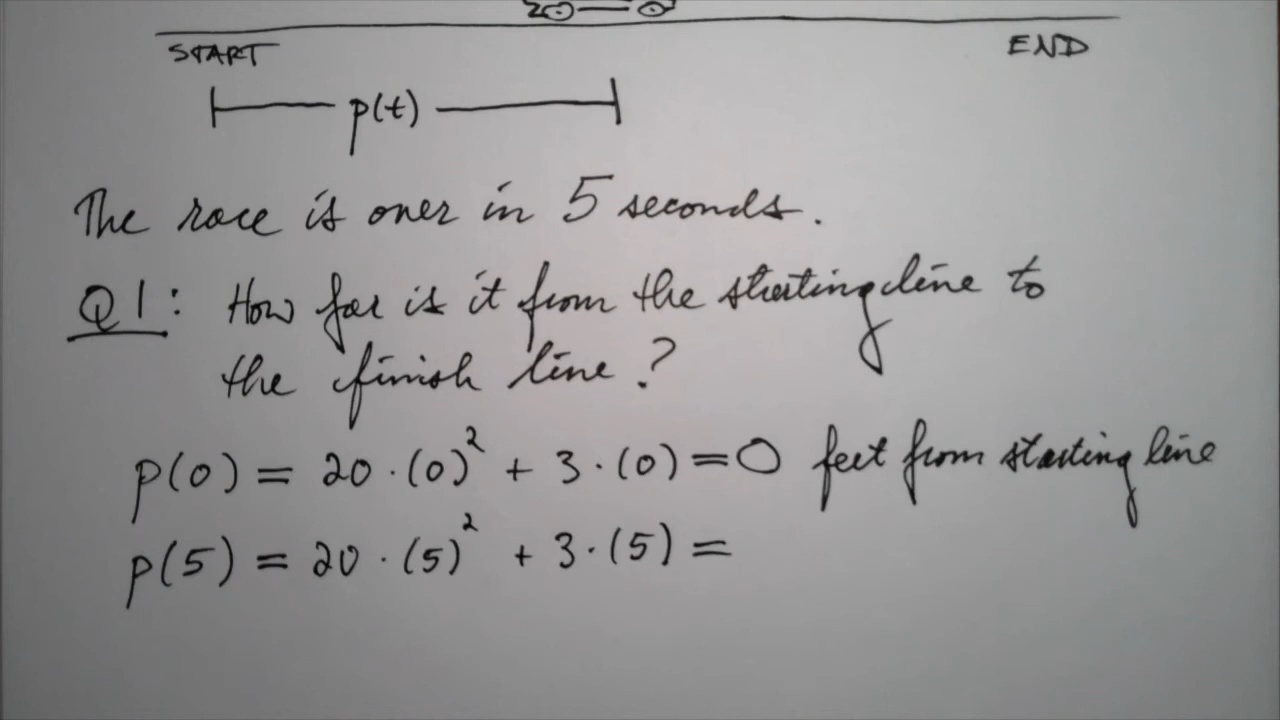 START END
p(t)
The race is over in 5 seconds.
Q1: How far is it from the starting line to
the finish line?
p(0) = 20 · (0)² + 3 · (0) = 0 feet from starting line
p(5) = 20 · (5)² + 3 · (5) =